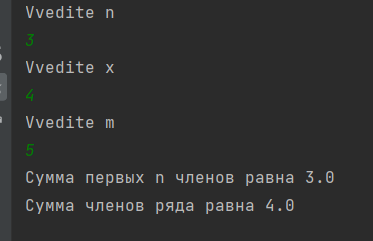 Vvedite n
3
Vvedite x
4
Vvedite m
5
Сумма первых n членов равна 3.0
Сумма членов ряда равна 4.0